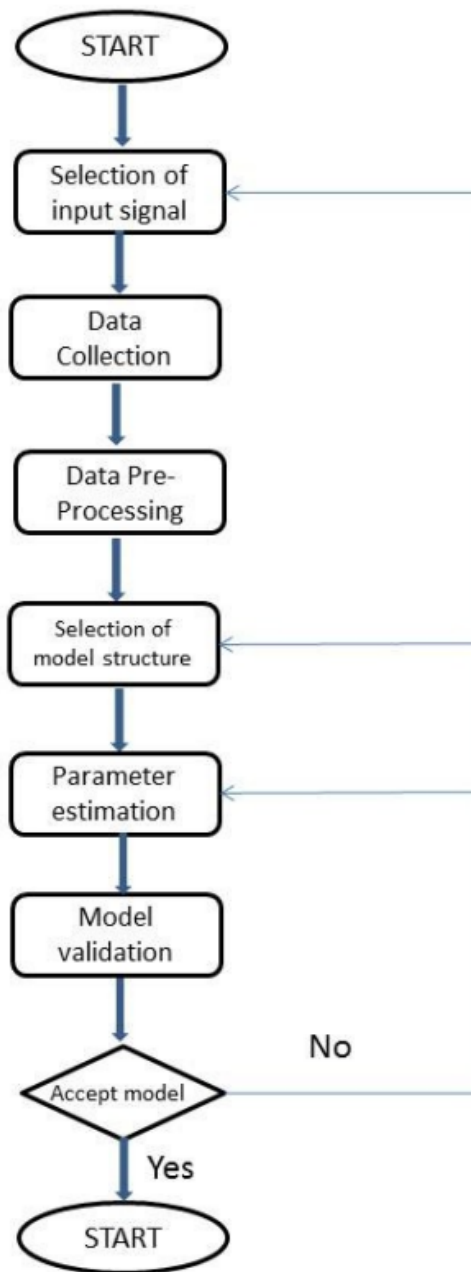 START
Selection of
input signal
Data
Collection
Data Pre-
Processing
Selection of
model structure
Parameter
estimation
Model
validation
No
Accept model
Yes
START